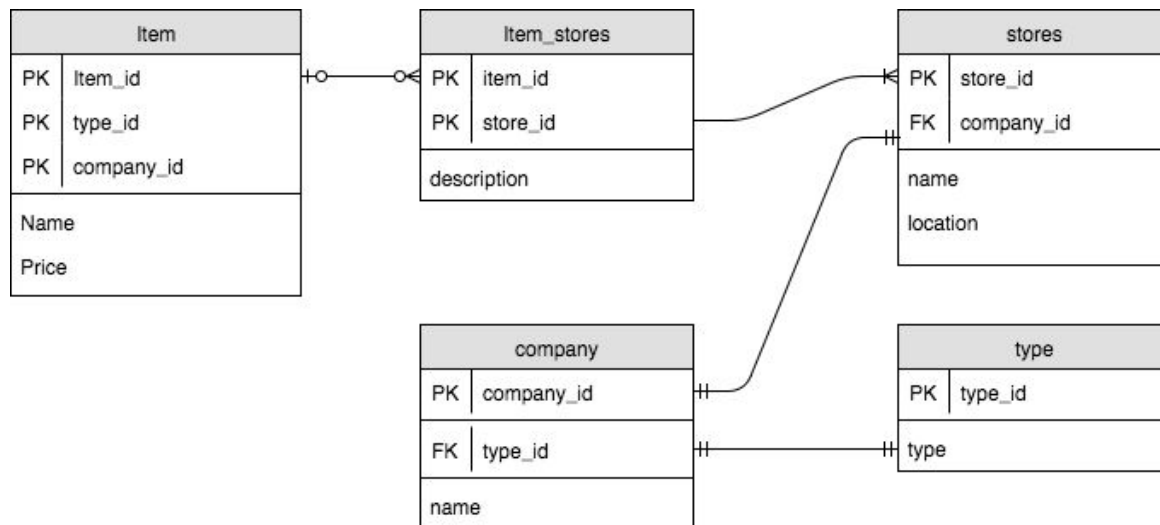 Item
PK Item_id
PK type_id
PK company_id
Name
Price
Item_stores
PK item_id
PK store_id
description
stores
PK store_id
FK company_id
name
location
company
PK company_id
FK type_id
name
type
PK type_id
type